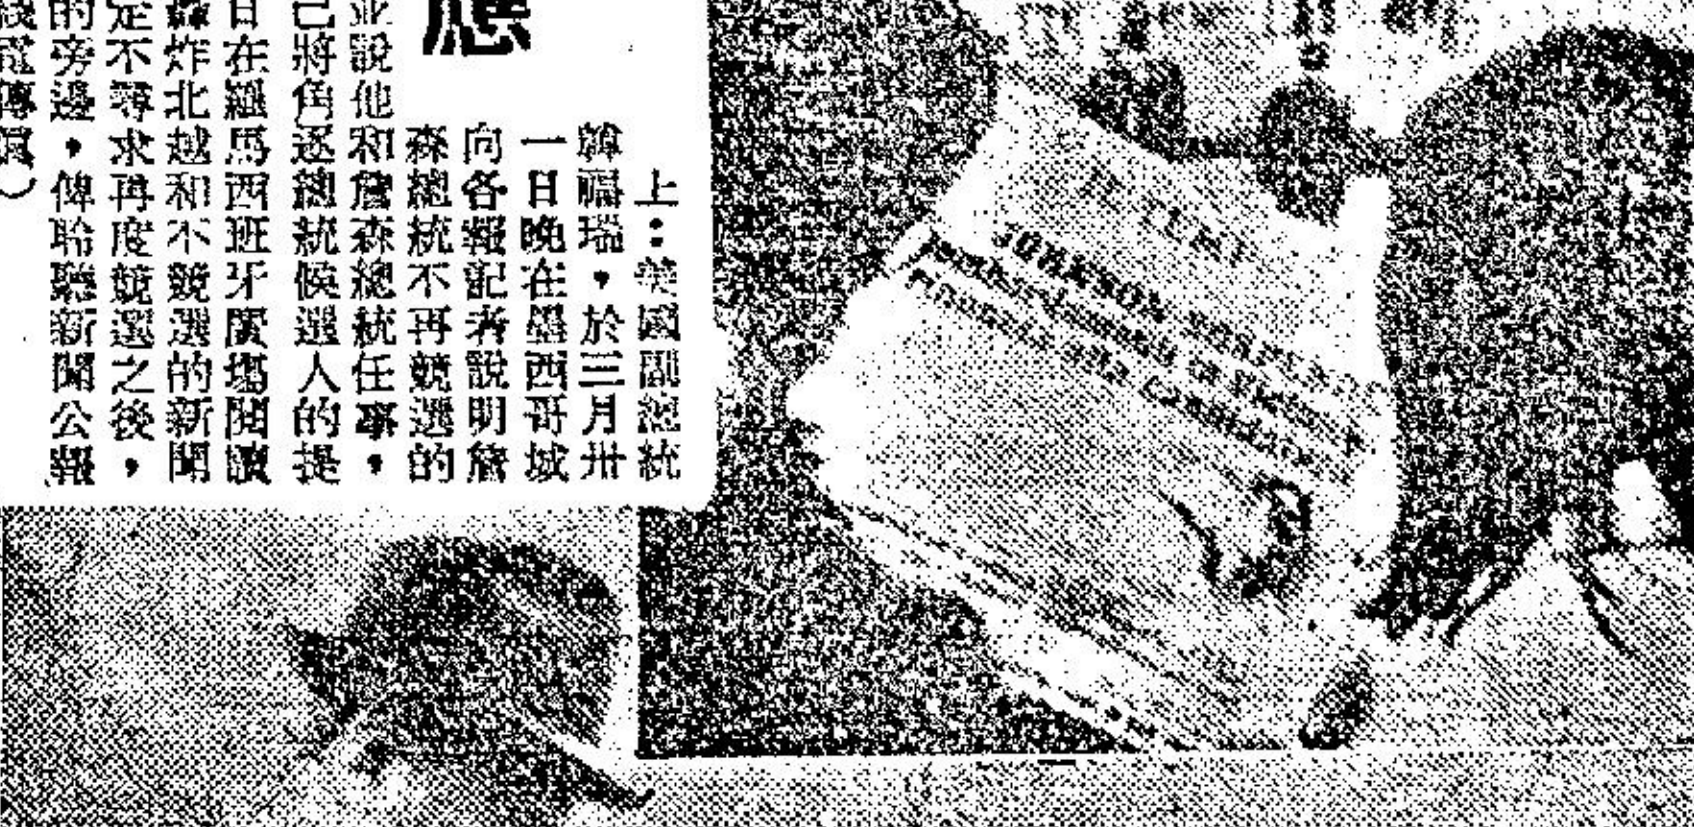 應
上：美國副總統
韓福瑞，於三月卅
一日晚在墨西哥城
向各報記者說明詹
森總統不再競選的
並說他和詹森總統任事，
己將角逐總統候選人的提
日在羅馬西班牙廣場閱讀
轟炸北越和不競選的新聞
定不尋求再度競選之後，
的旁邊，俾聆聽新聞公報
電傳真）
JOHNSON